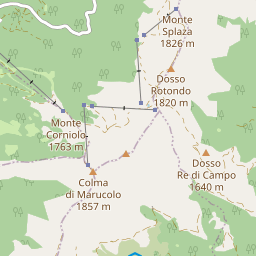 Monte
Splaza
1826 m
Dosso
Rotondo
1820 m
Monte
Corniolo
1763 m
Dosso
Re di Campo
1640 m
Colma
di Marucolo
1857 m